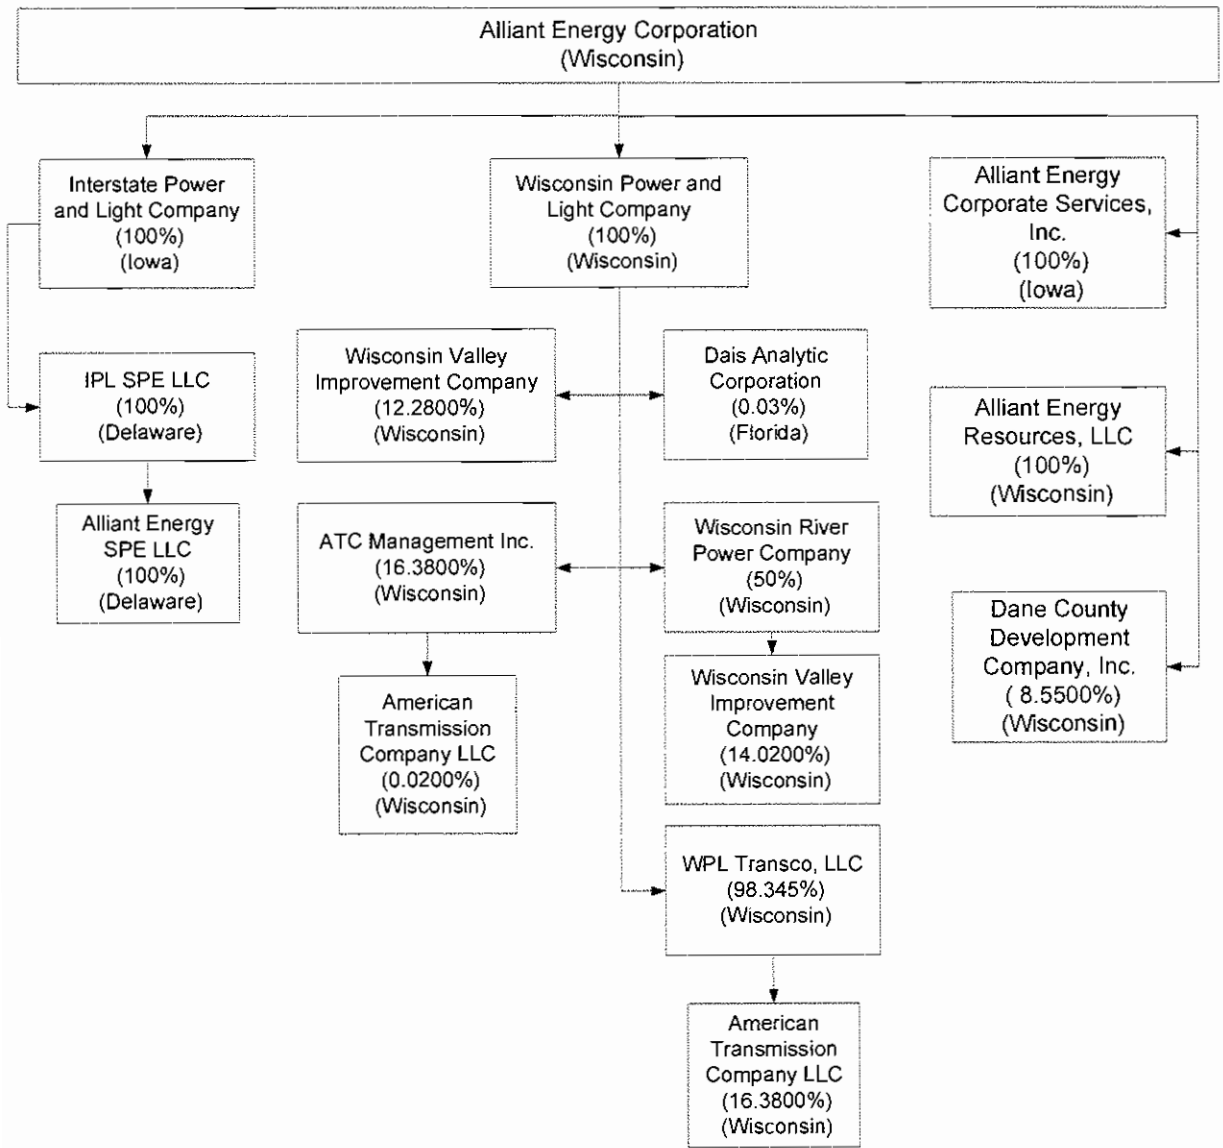 Alliant Energy Corporation
(Wisconsin)
Interstate Power
and Light Company
(100%)
(Iowa)
Wisconsin Power and
Light Company
(100%)
(Wisconsin)
Alliant Energy
Corporate Services,
Inc.
(100%)
(Iowa)
IPL SPE LLC
(100%)
(Delaware)
Wisconsin Valley
Improvement Company
(12.2800%)
(Wisconsin)
Dais Analytic
Corporation
(0.03%)
(Florida)
Alliant Energy
Resources, LLC
(100%)
(Wisconsin)
Alliant Energy
SPE LLC
(100%)
(Delaware)
ATC Management Inc.
(16.3800%)
(Wisconsin)
Wisconsin River
Power Company
(50%)
(Wisconsin)
Dane County
Development
Company, Inc.
( 8.5500%)
(Wisconsin)
American
Transmission
Company LLC
(0.0200%)
(Wisconsin)
Wisconsin Valley
Improvement
Company
(14.0200%)
(Wisconsin)
WPL Transco, LLC
(98.345%)
(Wisconsin)
American
Transmission
Company LLC
(16.3800%)
(Wisconsin)